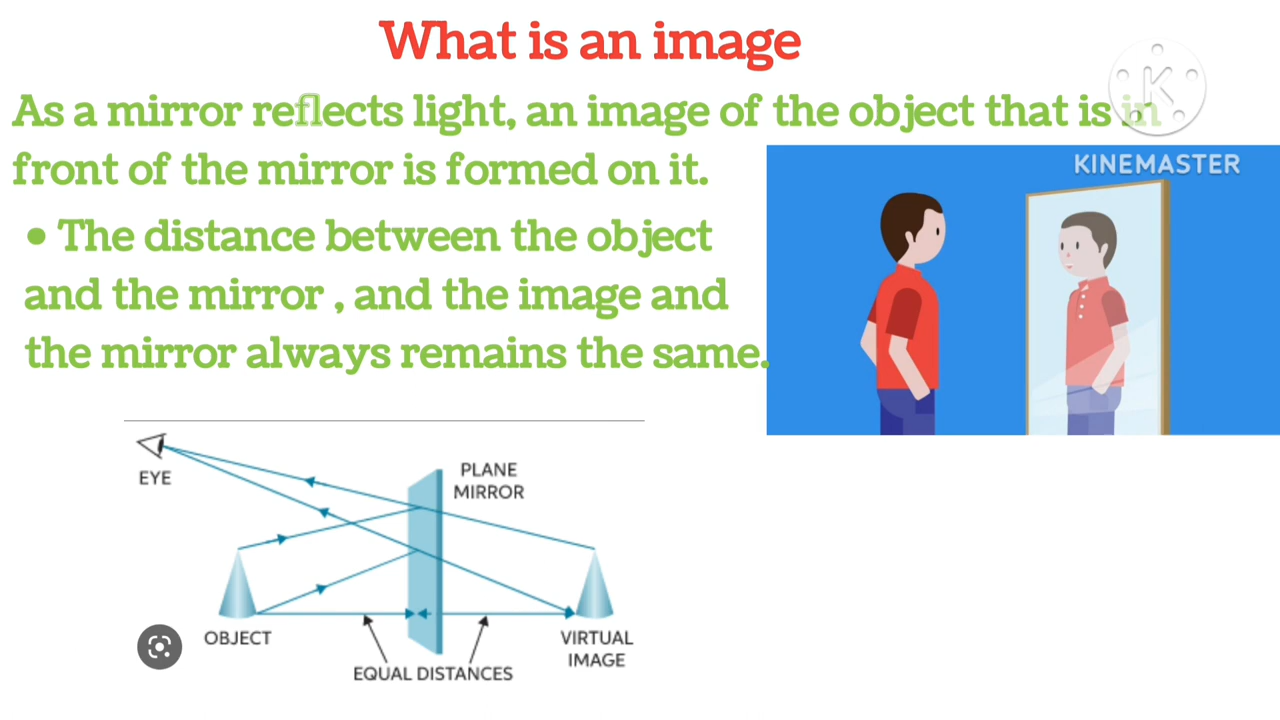 What is an image
As a mirror reflects light, an image of the object that is in
front of the mirror is formed on it.
KINEMASTER
• The distance between the object
and the mirror , and the image and
the mirror always remains the same.
EYE
PLANE
MIRROR
OBJECT
VIRTUAL
IMAGE
EQUAL DISTANCES
K